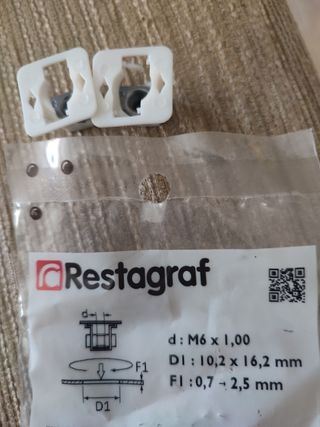 Restagraf
d : M6 x 1,00
D1 : 10,2 x 16,2 mm
F1 : 0,7 - 2,5 mm
d
F1
D1